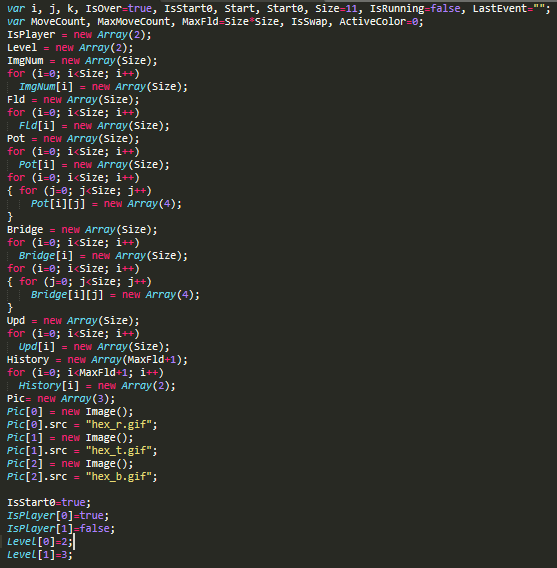 var i, j, k, IsOver=true, IsStart0, Start, Start0, Size=11, IsRunning=false, LastEvent="";
var MoveCount, MaxMoveCount, MaxFld=Size*Size, IsSwap, ActiveColor=0;
IsPlayer = new Array(2);
Level = new Array(2);
ImgNum = new Array(Size);
for (i=0; i<Size; i++)
  ImgNum[i] = new Array(Size);
Fld = new Array(Size);
for (i=0; i<Size; i++)
  Fld[i] = new Array(Size);
Pot = new Array(Size);
for (i=0; i<Size; i++)
  Pot[i] = new Array(Size);
for (i=0; i<Size; i++)
{ for (j=0; j<Size; j++)
    Pot[i][j] = new Array(4);
}
Bridge = new Array(Size);
for (i=0; i<Size; i++)
  Bridge[i] = new Array(Size);
for (i=0; i<Size; i++)
{ for (j=0; j<Size; j++)
    Bridge[i][j] = new Array(4);
}
Upd = new Array(Size);
for (i=0; i<Size; i++)
  Upd[i] = new Array(Size);
History = new Array(MaxFld+1);
for (i=0; i<MaxFld+1; i++)
  History[i] = new Array(2);
Pic= new Array(3);
Pic[0] = new Image();
Pic[0].src = "hex_r.gif";
Pic[1] = new Image();
Pic[1].src = "hex_t.gif";
Pic[2] = new Image();
Pic[2].src = "hex_b.gif";

IsStart0=true;
IsPlayer[0]=true;
IsPlayer[1]=false;
Level[0]=2;
Level[1]=3;